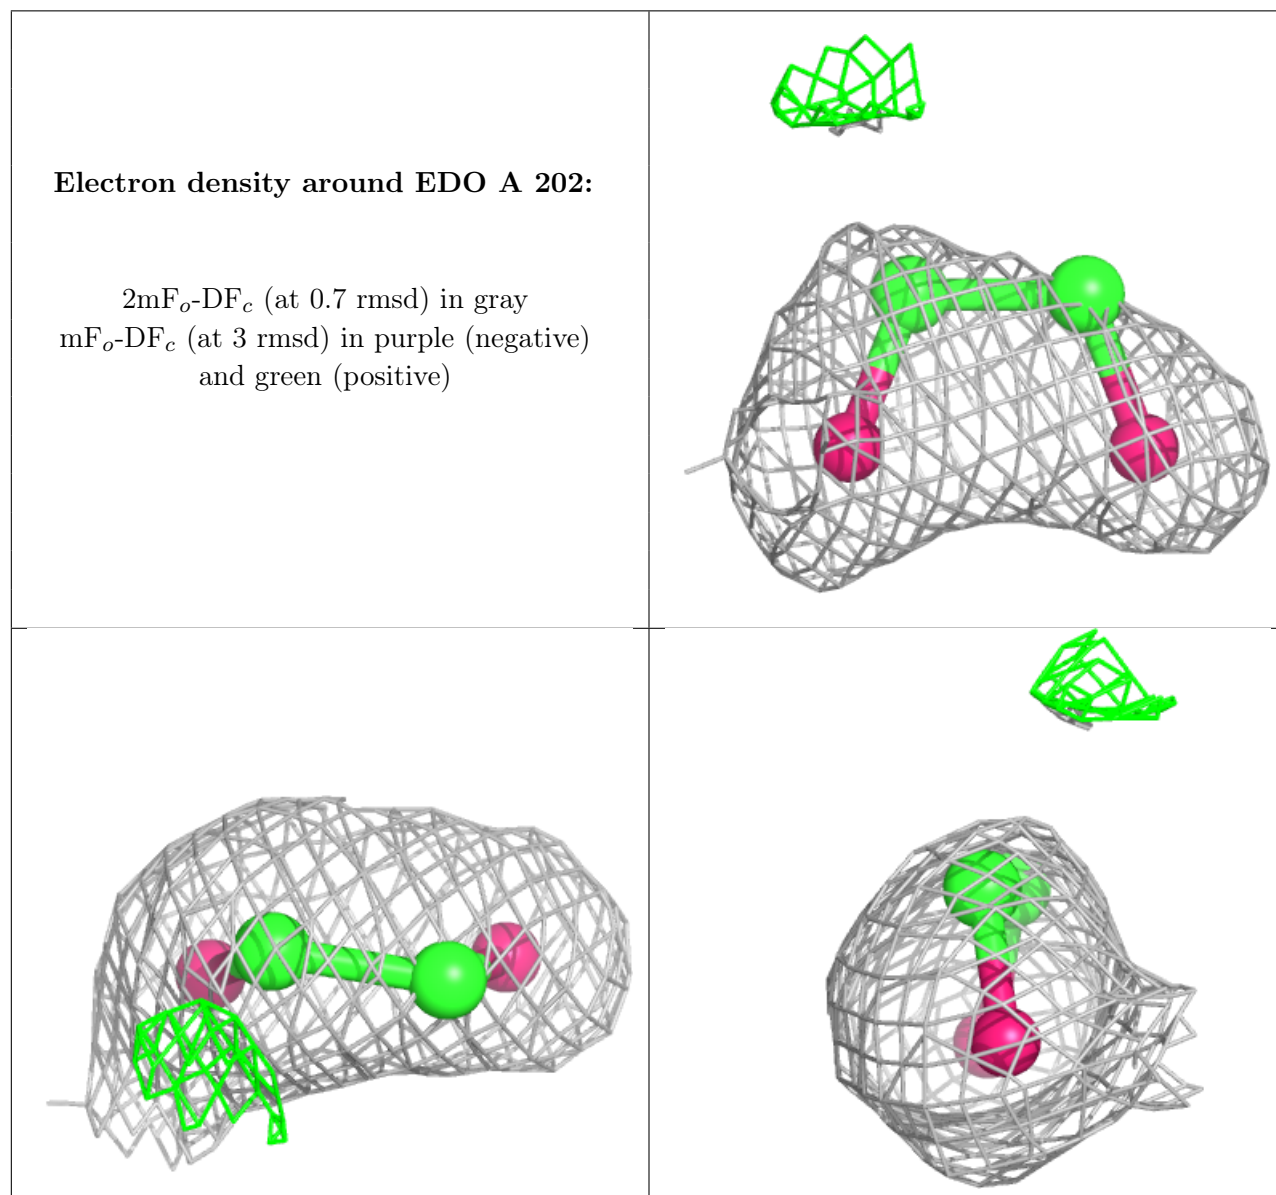 Electron density around EDO A 202:
2mFo-DFc (at 0.7 rmsd) in gray
mFo-DFc (at 3 rmsd) in purple (negative)
and green (positive)